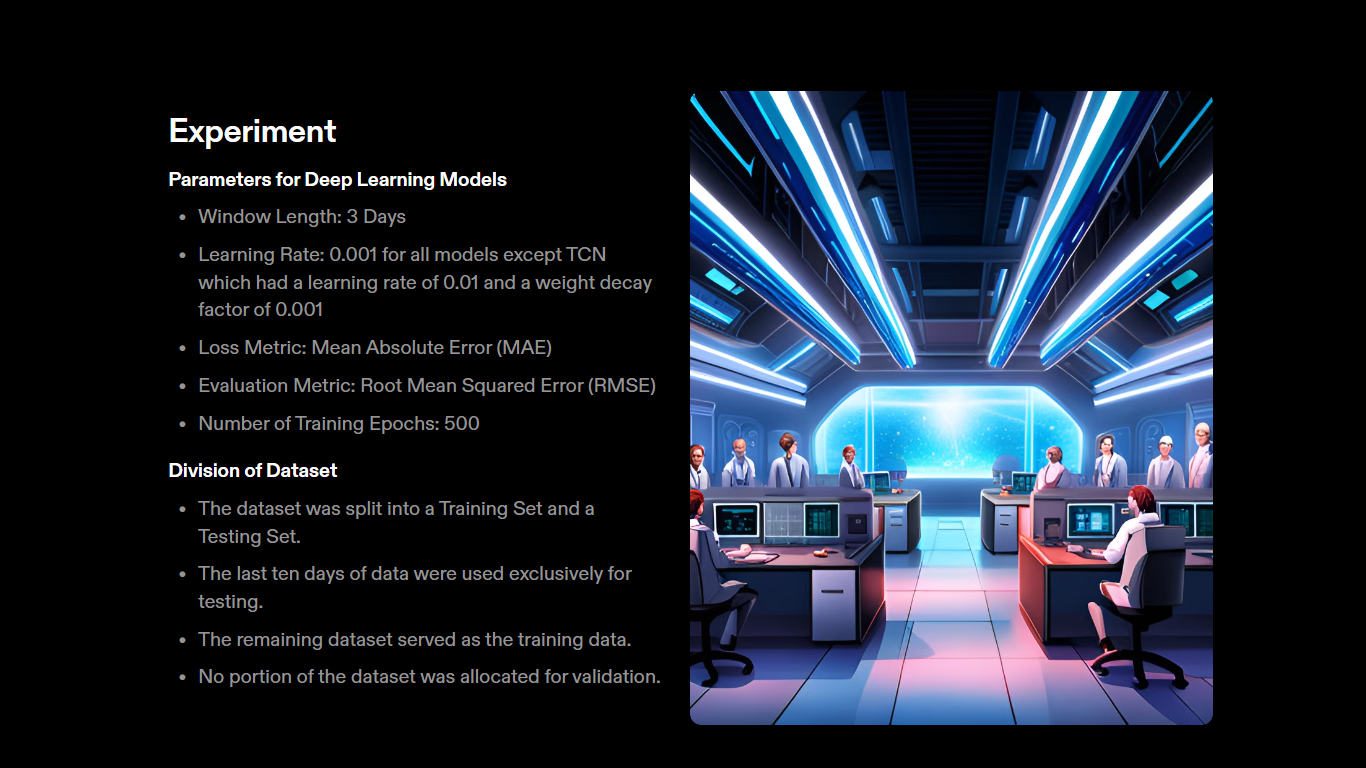 Experiment
Parameters for Deep Learning Models
• Window Length: 3 Days
• Learning Rate: 0.001 for all models except TCN
which had a learning rate of 0.01 and a weight decay
factor of 0.001
• Loss Metric: Mean Absolute Error (MAE)
• Evaluation Metric: Root Mean Squared Error (RMSE)
• Number of Training Epochs: 500
Division of Dataset
• The dataset was split into a Training Set and a
Testing Set.
• The last ten days of data were used exclusively for
testing.
• The remaining dataset served as the training data.
• No portion of the dataset was allocated for validation.